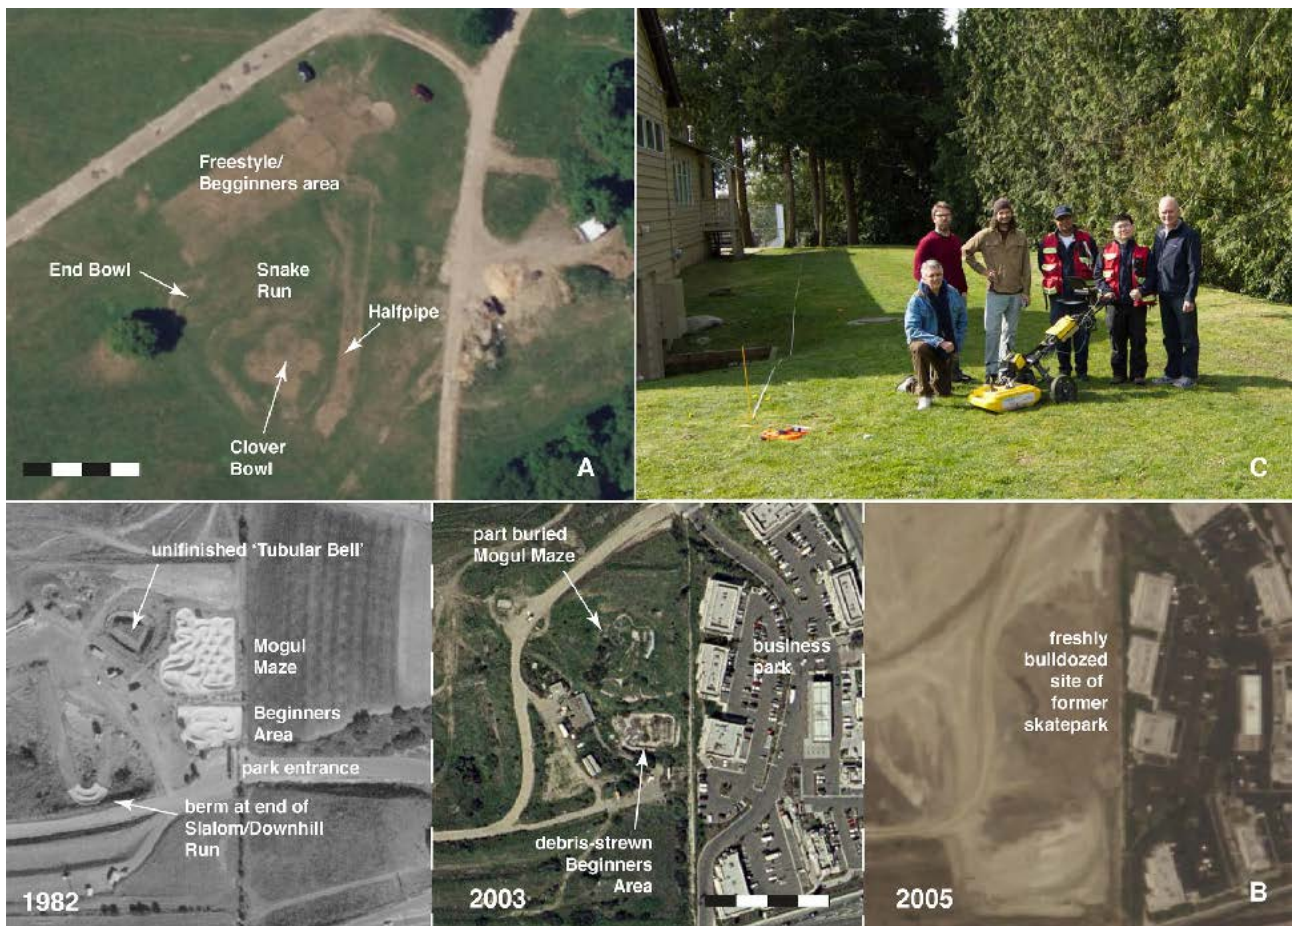 Freestyle/
Begginners area
End Bowl
Snake
Run
Halfpipe
Clover
Bowl
A
C
unifinished ‘Tubular Bell’
Mogul
Maze
Beginners
Area
park entrance
berm at end of
Slalom/Downhill
Run
1982
part buried
Mogul Maze
business
park
debris-strewn
Beginners
Area
2003
freshly
bulldozed
site of
former
skatepark
2005
B